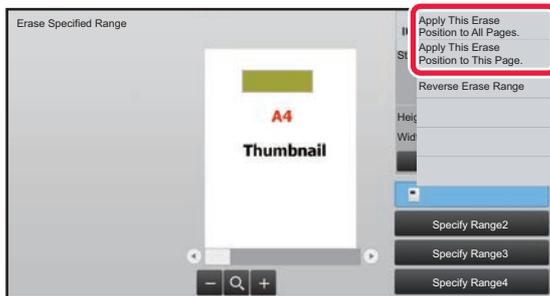 Erase Specified Range
Apply This Erase
Position to All Pages.
Apply This Erase
Position to This Page.
Reverse Erase Range
A4
Thumbnail
Specify Range2
Specify Range3
Specify Range4